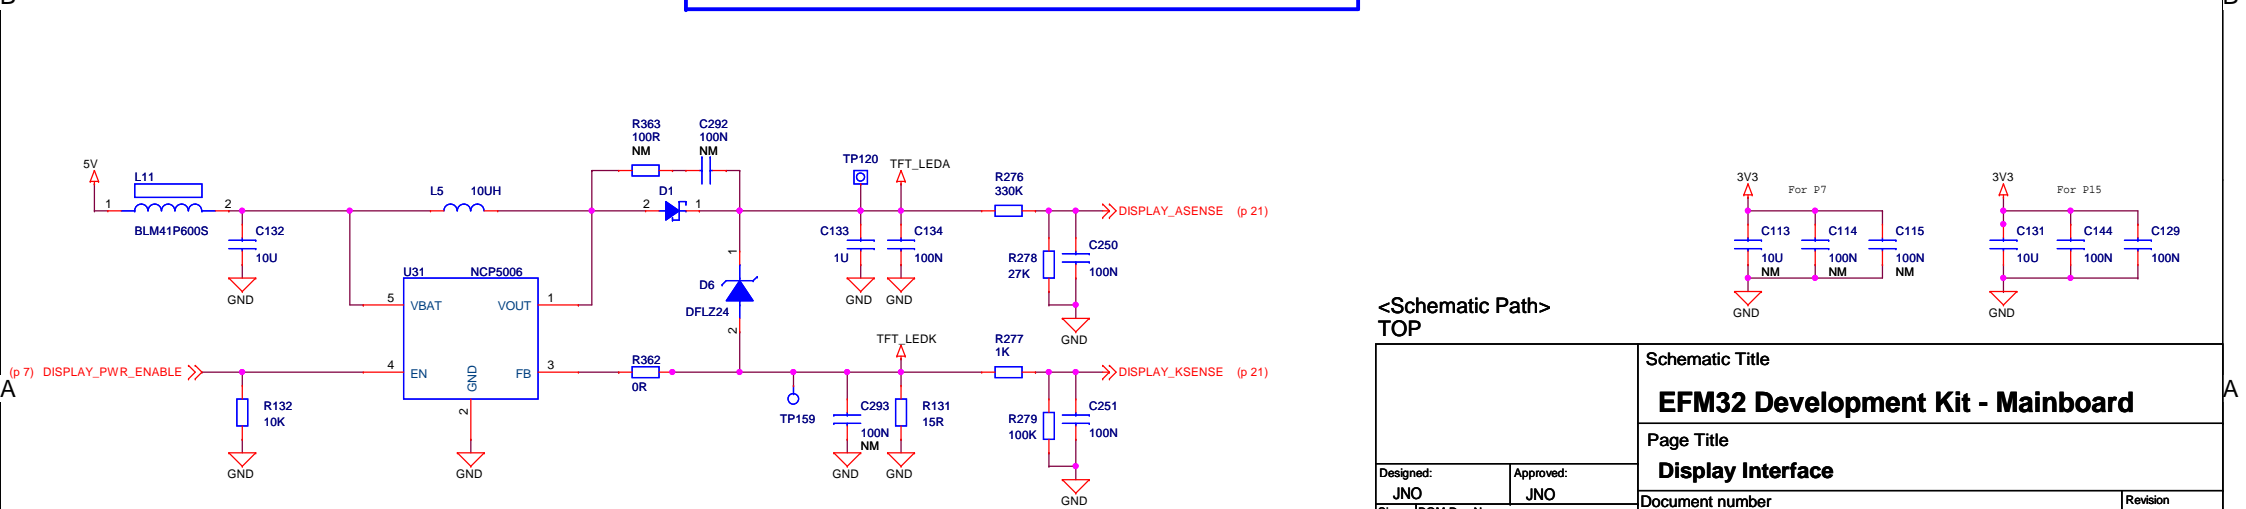 R363
100R
NM
C292
100N
NM
5V
L11
1
2
BLM41P600S
L5 10UH
D1
2
1
TP120
TFT_LEDA
R276
330K
DISPLAY_ASENSE (p 21)
C132
10U
GND
C133
1U
GND
C134
100N
GND
R278
27K
C250
100N
GND
U31 NCP5006
5 VBAT
VOUT 1
4 EN
GND
2
FB 3
GND
1
D6
DFLZ24
2
(p 7) DISPLAY_PWR_ENABLE
R132
10K
GND
R362
0R
TP159
TFT_LEDK
C293
100N
NM
GND
R131
15R
GND
R277
1K
DISPLAY_KSENSE (p 21)
R279
100K
C251
100N
GND
3V3
For P7
C113
10U
NM
C114
100N
NM
C115
100N
NM
GND
3V3
For P15
C131
10U
C144
100N
C129
100N
GND
A
A
<Schematic Path>
TOP
Schematic Title
EFM32 Development Kit - Mainboard
Page Title
Display Interface
Designed:
JNO
Approved:
JNO
Document number
Revision